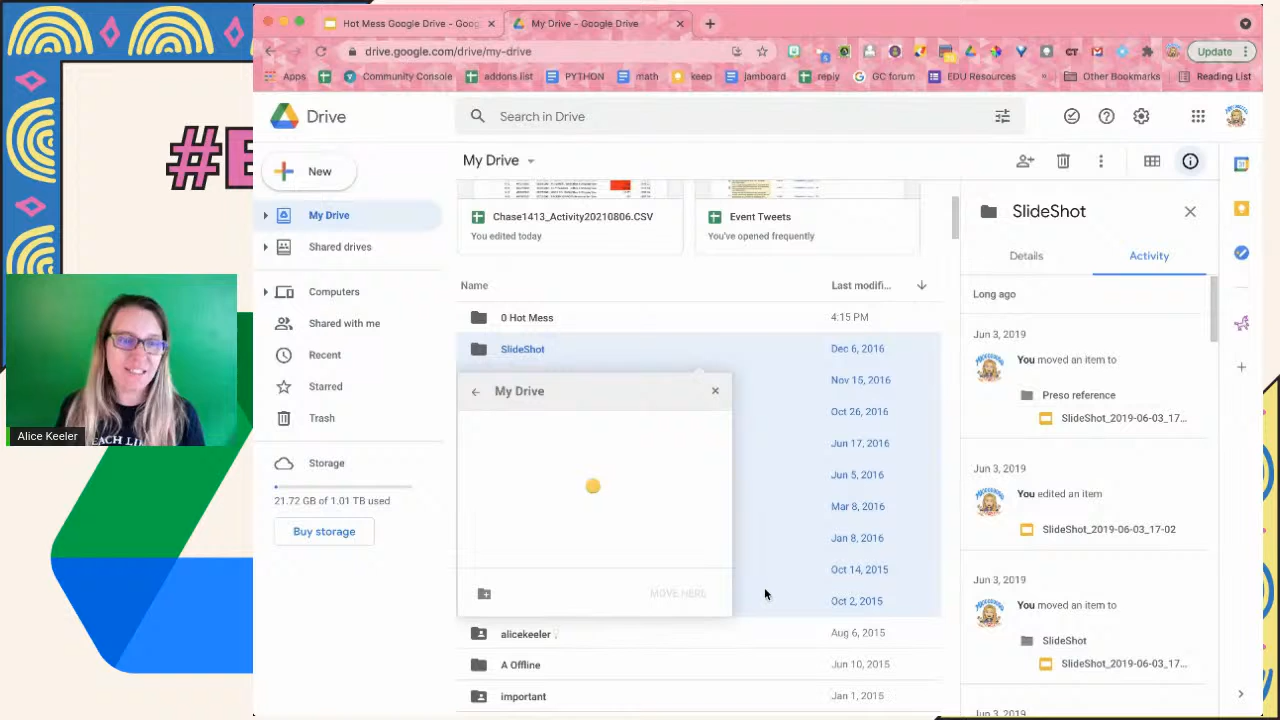 Hot Mess Google Drive - Goog
My Drive - Google Drive
drive.google.com/drive/my-drive
Update
Apps
Community Console
addons list
PYTHON
math
keep
Jamboard
reply
GC forum
EDU Resources
»
Other Bookmarks
Reading List
Drive
Search in Drive
#E
New
My Drive
Shared drives
Computers
Shared with me
Recent
Starred
Trash
Storage
21.72 GB of 1.01 TB used
Buy storage
My Drive
Chase1413_Activity20210806.CSV
You edited today
Event Tweets
You've opened frequently
Name
Last modifi...
0 Hot Mess
4:15 PM
SlideShot
Dec 6, 2016
Nov 15, 2016
Oct 26, 2016
Jun 17, 2016
Jun 5, 2016
Mar 8, 2016
Jan 8, 2016
Oct 14, 2015
Oct 2, 2015
My Drive
MOVE HERE
alicekeeler
Aug 6, 2015
A Offline
Jun 10, 2015
important
Jan 1, 2015
SlideShot
Details
Activity
Long ago
Jun 3, 2019
You moved an item to
Preso reference
SlideShot_2019-06-03_17...
Jun 3, 2019
You edited an item
SlideShot_2019-06-03_17-02
Jun 3, 2019
You moved an item to
SlideShot
SlideShot_2019-06-03_17...
Jun 3, 2019
Alice Keeler